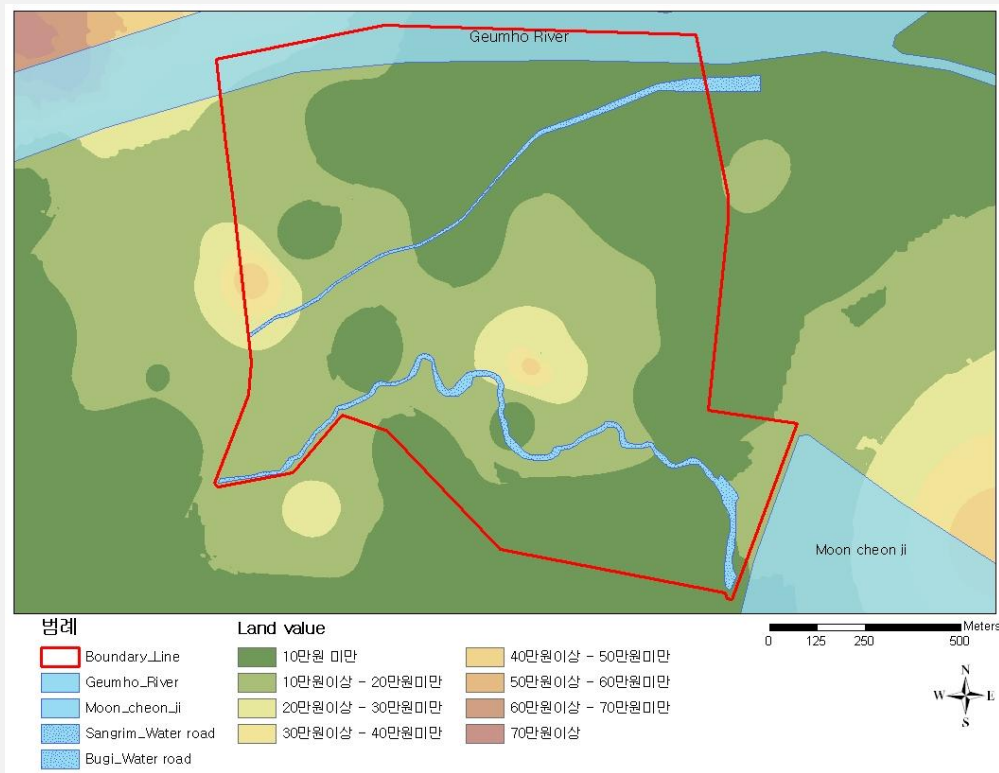 Geumho River
Moon cheon ji
범례
Boundary_Line
Geumho_River
Moon_cheon_ji
Sangrim_Water road
Bugi_Water road
Land value
10만원 미만
10만원이상 - 20만원미만
20만원이상 - 30만원미만
30만원이상 - 40만원미만
40만원이상 - 50만원미만
50만원이상 - 60만원미만
60만원이상 - 70만원미만
70만원이상
Meters
0 125 250 500
N
W E
S